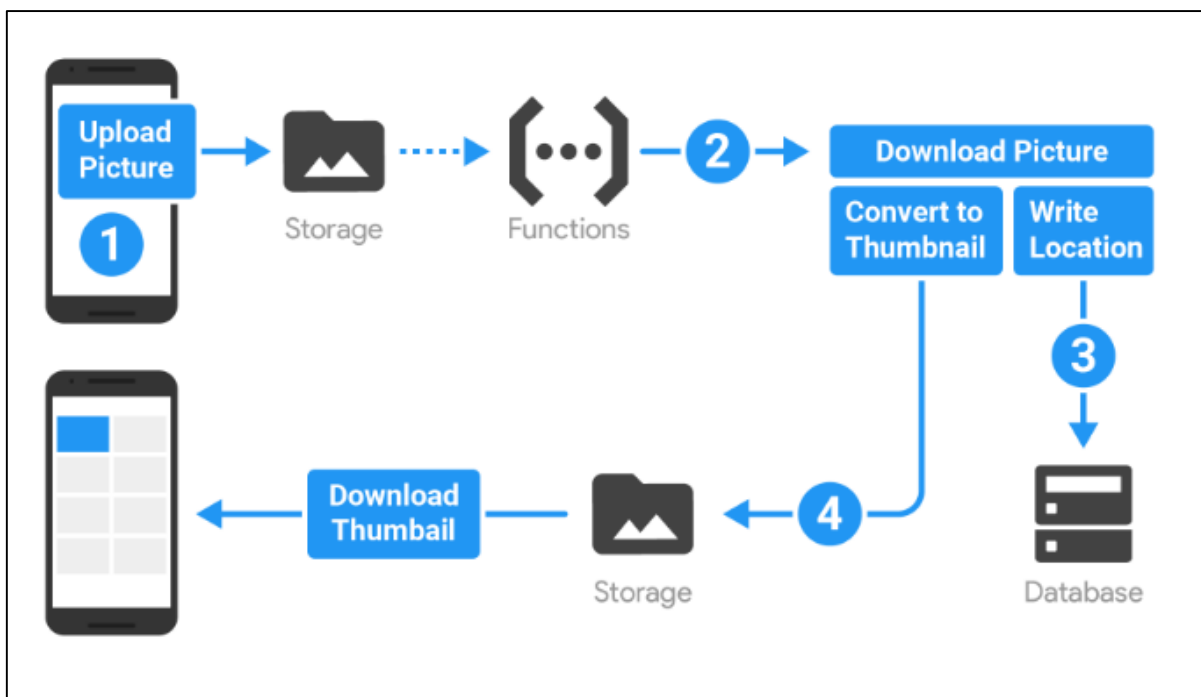 Upload
Picture
1
Storage
Functions
2
Download Picture
Convert to
Thumbnail
Write
Location
3
Download
Thumbail
Storage
4
Database